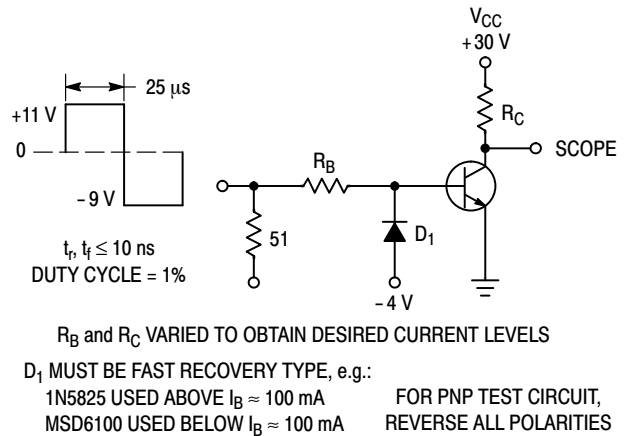 V_CC
+30 V
25 μs
+11 V
R_C
0
SCOPE
R_B
−9 V
51
D_1
t_r, t_f ≤ 10 ns
DUTY CYCLE = 1%
−4 V
R_B and R_C VARIED TO OBTAIN DESIRED CURRENT LEVELS
D_1 MUST BE FAST RECOVERY TYPE, e.g.:
1N5825 USED ABOVE I_B ≈ 100 mA
MSD6100 USED BELOW I_B ≈ 100 mA
FOR PNP TEST CIRCUIT,
REVERSE ALL POLARITIES